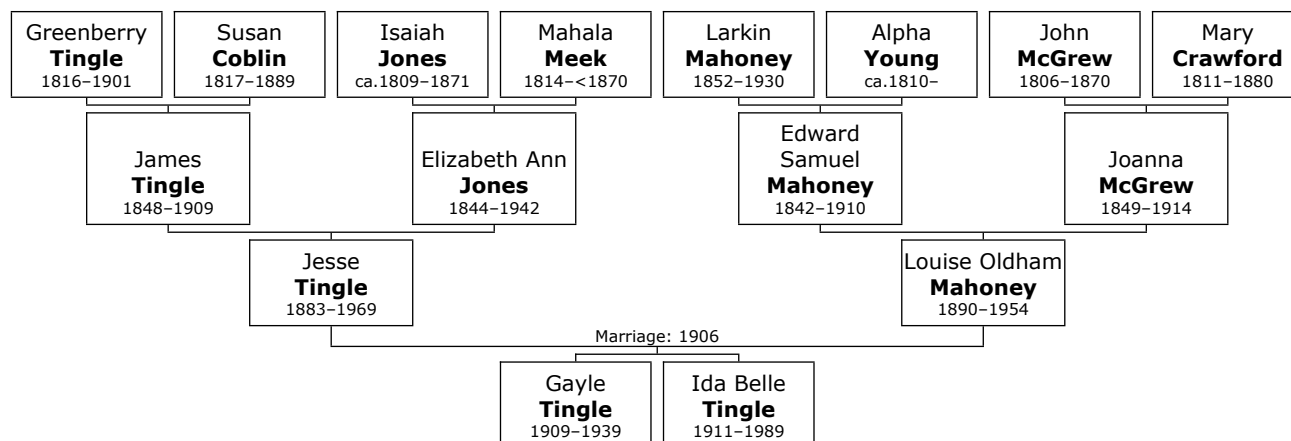 Greenberry
Tingle
1816–1901
Susan
Coblin
1817–1889
Isaiah
Jones
ca.1809–1871
Mahala
Meek
1814–<1870
Larkin
Mahoney
1852–1930
Alpha
Young
ca.1810–
John
McGrew
1806–1870
Mary
Crawford
1811–1880
James
Tingle
1848–1909
Elizabeth Ann
Jones
1844–1942
Edward
Samuel
Mahoney
1842–1910
Joanna
McGrew
1849–1914
Jesse
Tingle
1883–1969
Louise Oldham
Mahoney
1890–1954
Marriage: 1906
Gayle
Tingle
1909–1939
Ida Belle
Tingle
1911–1989